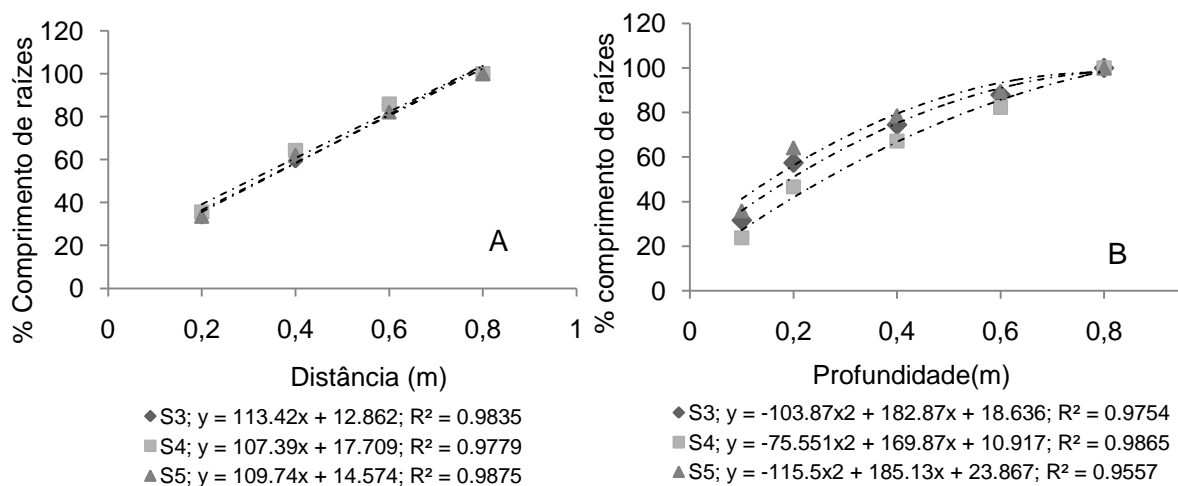 % Comprimento de raízes
120
100
80
60
40
20
0
0
0,2
0,4
0,6
0,8
1
A
Distância (m)
S3; y = 113.42x + 12.862; R² = 0.9835
S4; y = 107.39x + 17.709; R² = 0.9779
S5; y = 109.74x + 14.574; R² = 0.9875
% comprimento de raízes
120
100
80
60
40
20
0
0
0,2
0,4
0,6
0,8
B
Profundidade(m)
S3; y = -103.87x2 + 182.87x + 18.636; R² = 0.9754
S4; y = -75.551x2 + 169.87x + 10.917; R² = 0.9865
S5; y = -115.5x2 + 185.13x + 23.867; R² = 0.9557